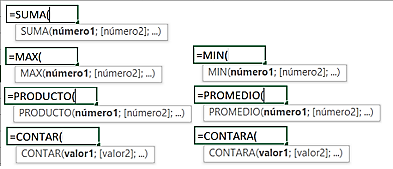 =SUMA(
SUMA(número1; [número2]; ...)
=MAX(
MAX(número1; [número2]; ...)
=MIN(
MIN(número1; [número2]; ...)
=PRODUCTO(
PRODUCTO(número1; [número2]; ...)
=PROMEDIO(
PROMEDIO(número1; [número2]; ...)
=CONTAR(
CONTAR(valor1; [valor2]; ...)
=CONTARA(
CONTARA(valor1; [valor2]; ...)